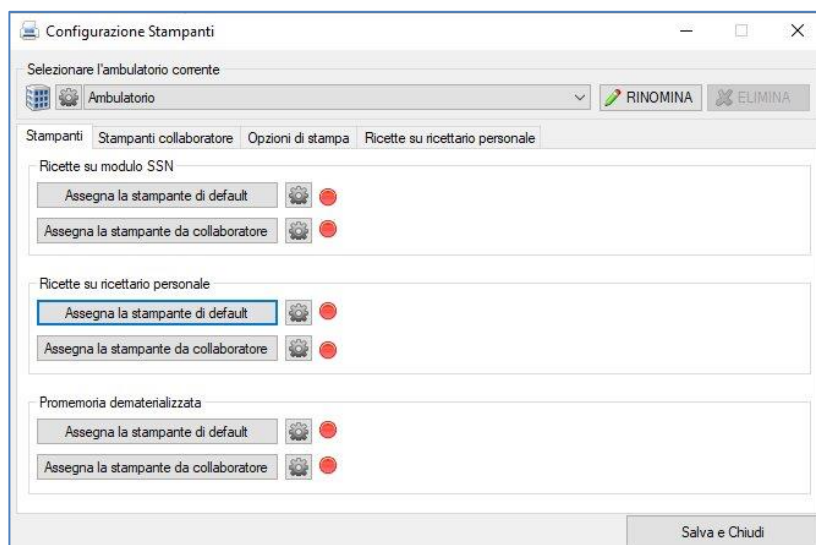 Configurazione Stampanti
Selezionare l'ambulatorio corrente
Ambulatorio RINOMINA ELIMINA
Stampanti Stampanti collaboratore Opzioni di stampa Ricette su ricettario personale
Ricette su modulo SSN
Assegna la stampante di default
Assegna la stampante da collaboratore
Ricette su ricettario personale
Assegna la stampante di default
Assegna la stampante da collaboratore
Promemoria dematerializzata
Assegna la stampante di default
Assegna la stampante da collaboratore
Salva e Chiudi